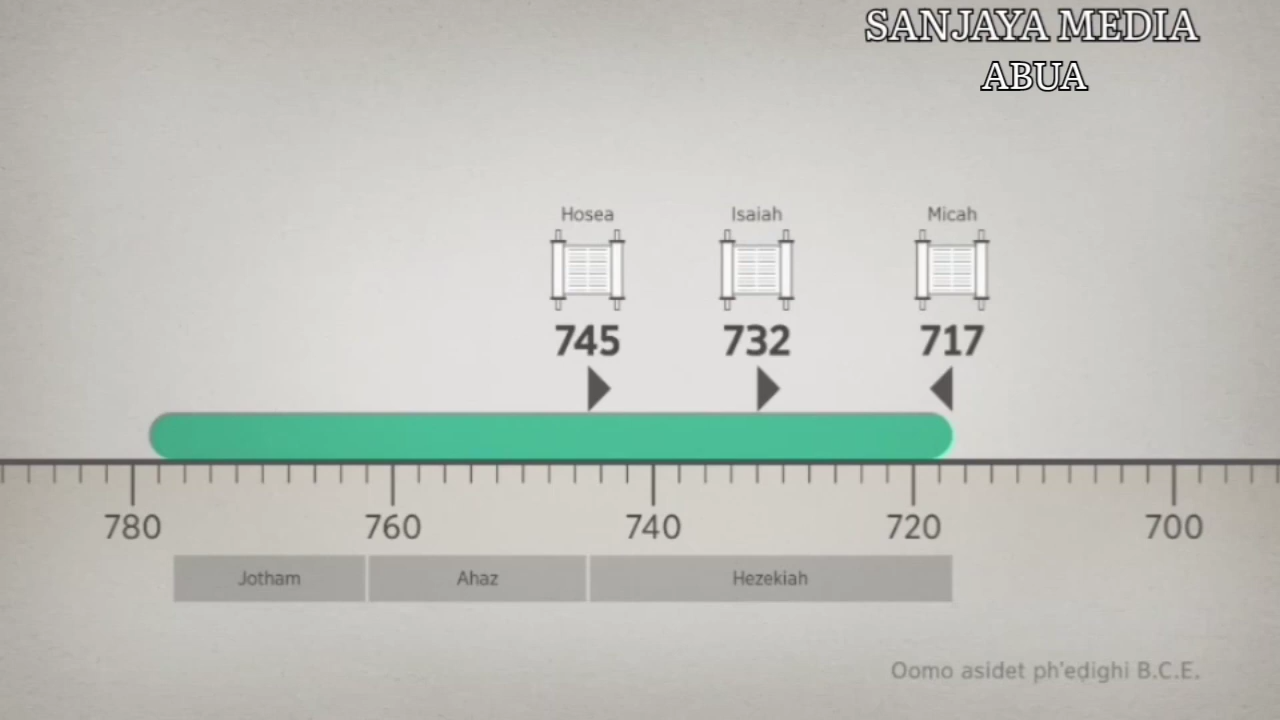 SANJAYA MEDIA
ABUA
Hosea Isaiah Micah
745 732 717
780 760 740 720 700
Jotham Ahaz Hezekiah
Oomo asidet ph'eḍighi B.C.E.